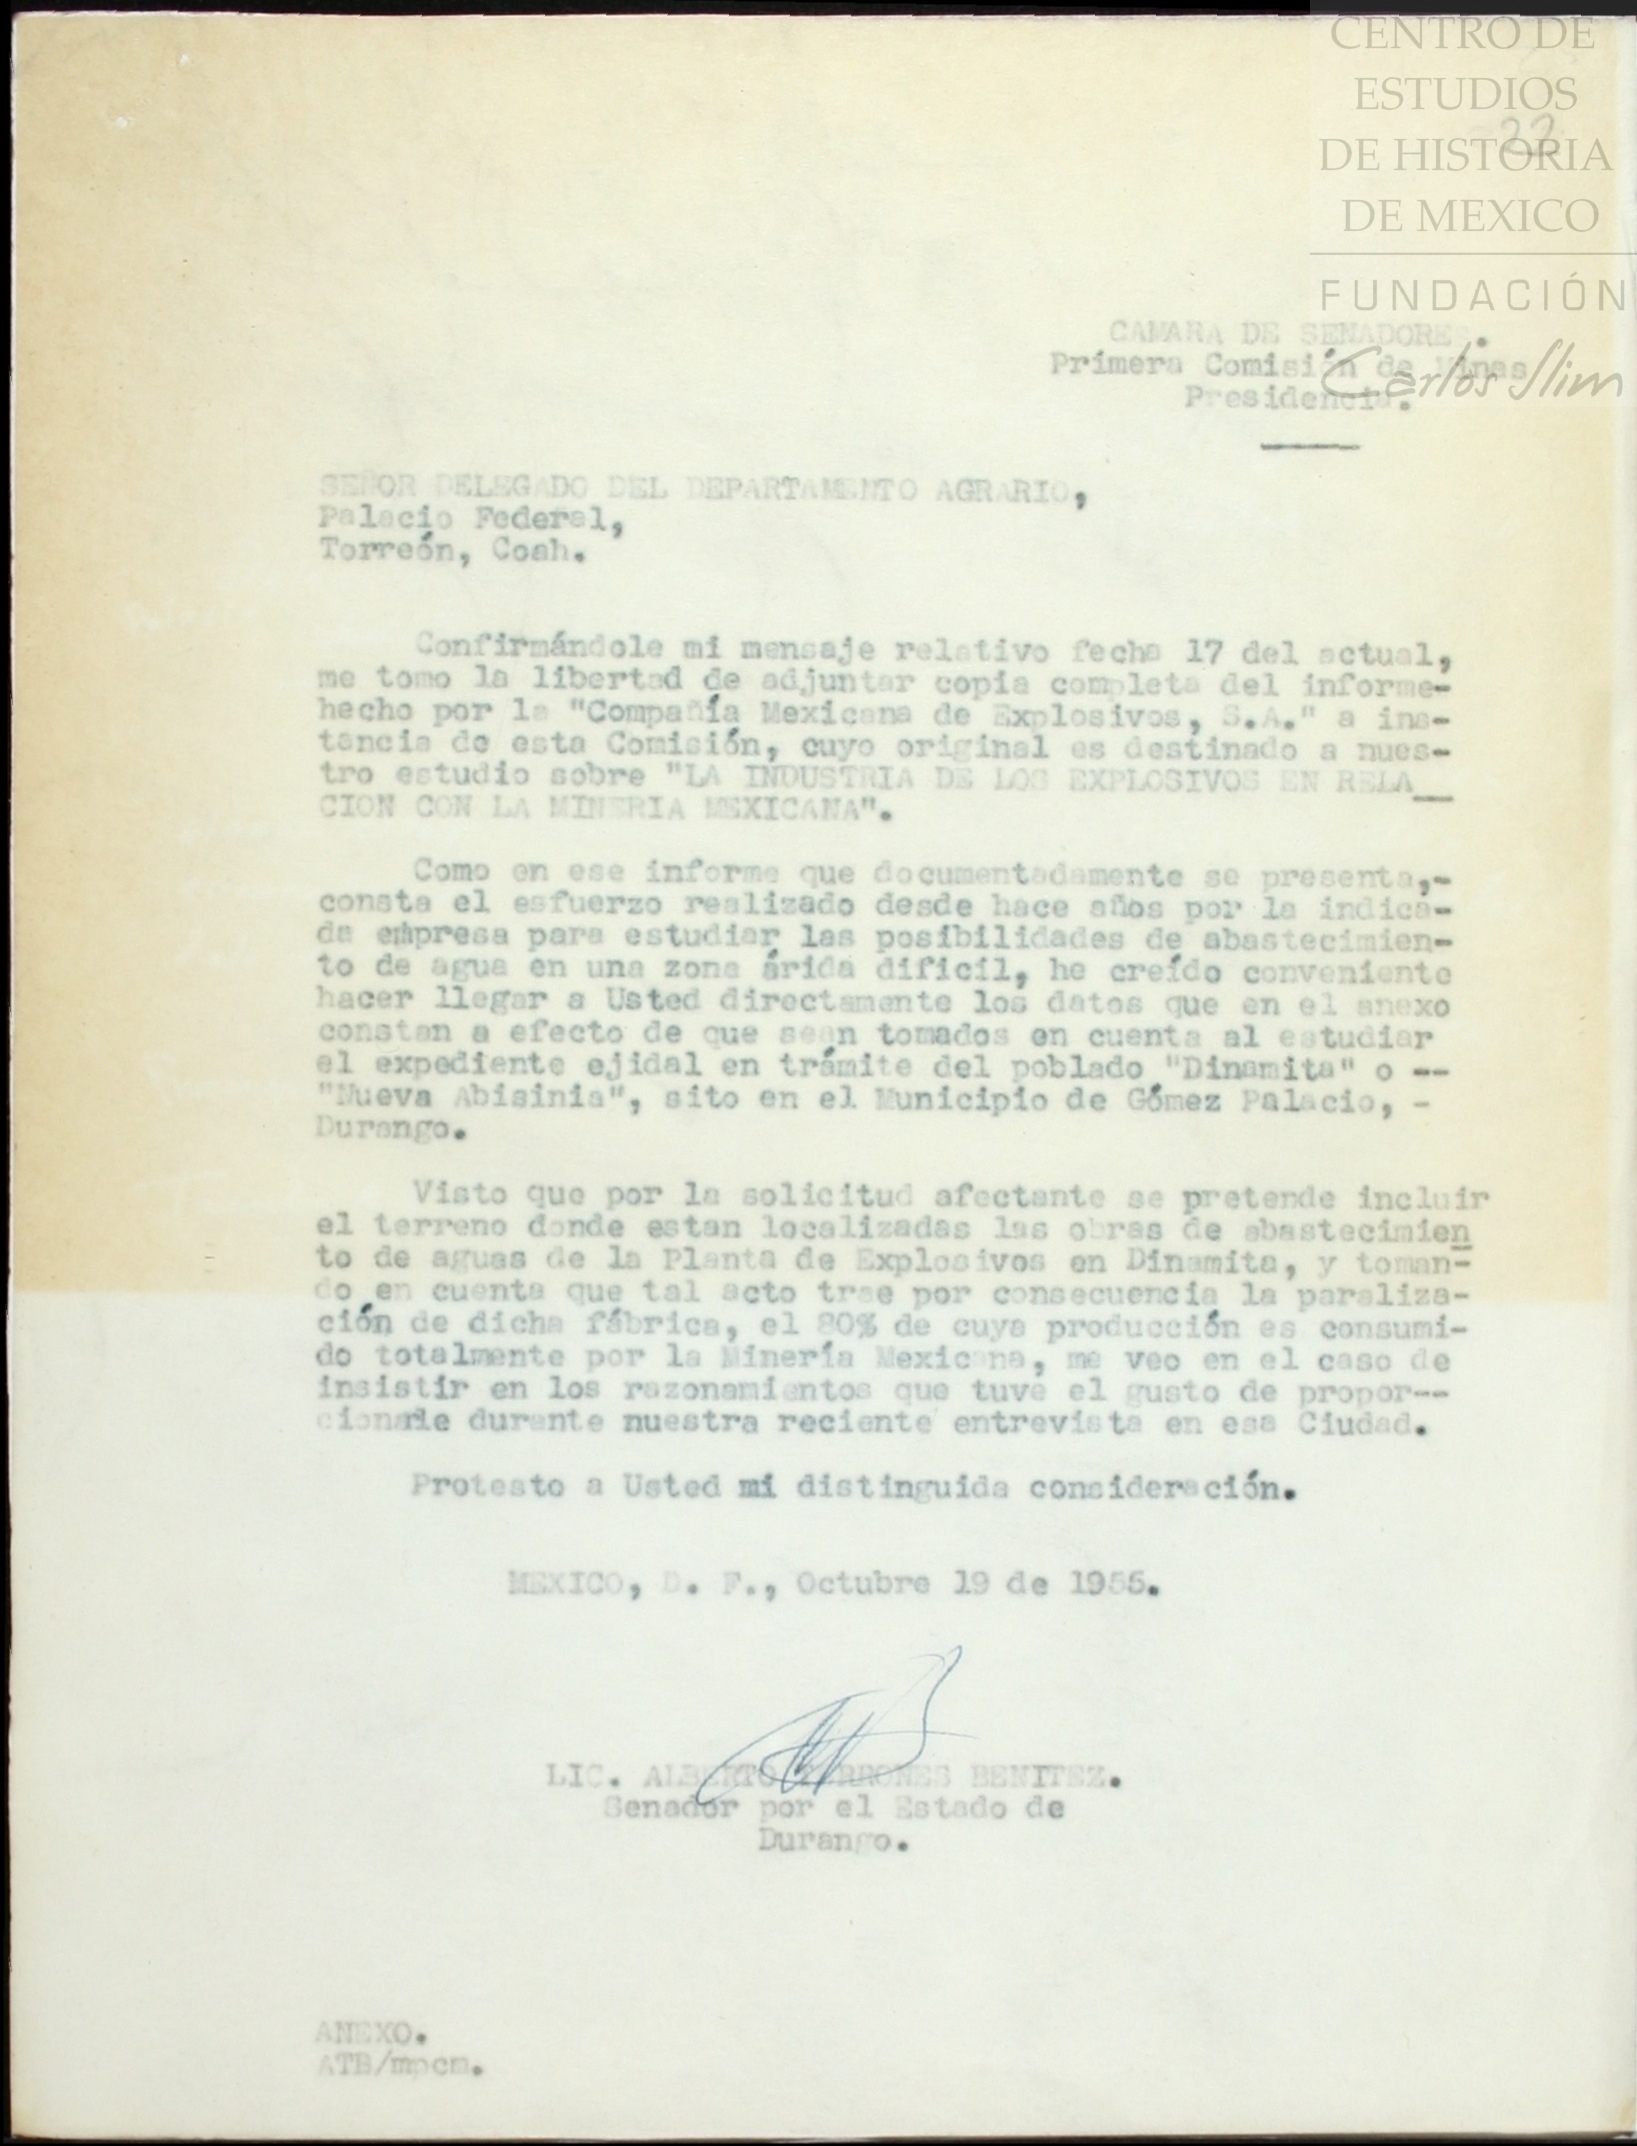 CENTRO DE
ESTUDIOS
22
DE HISTORIA
DE MEXICO
FUNDACIÓN
Carlos Slim
CAMARA DE SENADORES.
Primera Comisión de Minas
Presidencia.
SEÑOR DELEGADO DEL DEPARTAMENTO AGRARIO,
Palacio Federal,
Torreón, Coah.
Confirmándole mi mensaje relativo fecha 17 del actual,
me tomo la libertad de adjuntar copia completa del informe-
hecho por la "Compañía Mexicana de Explosivos, S.A." a ins-
tancia de esta Comisión, cuyo original es destinado a nues-
tro estudio sobre "LA INDUSTRIA DE LOS EXPLOSIVOS EN RELA_
CION CON LA MINERIA MEXICANA".
Como en ese informe que documentadamente se presenta,-
consta el esfuerzo realizado desde hace años por la indica-
da empresa para estudiar las posibilidades de abastecimien-
to de agua en una zona árida dificil, he creído conveniente
hacer llegar a Usted directamente los datos que en el anexo
constan a efecto de que sean tomados en cuenta al estudiar
el expediente ejidal en trámite del poblado "Dinamita" o --
"Nueva Abisinia", sito en el Municipio de Gómez Palacio, -
Durango.
Visto que por la solicitud afectante se pretende incluir
el terreno donde estan localizadas las obras de abastecimien
to de aguas de la Planta de Explosivos en Dinamita, y toman-
do en cuenta que tal acto trae por consecuencia la paraliza-
ción de dicha fábrica, el 80% de cuya producción es consumi-
do totalmente por la Minería Mexicana, me veo en el caso de
insistir en los razonamientos que tuve el gusto de propor--
cionarle durante nuestra reciente entrevista en esa Ciudad.
Protesto a Usted mi distinguida consideración.
MEXICO, D. F., Octubre 19 de 1955.
LIC. ALBERTO TERRONES BENITEZ.
Senador por el Estado de
Durango.
ANEXO.
ATB/mpcm.